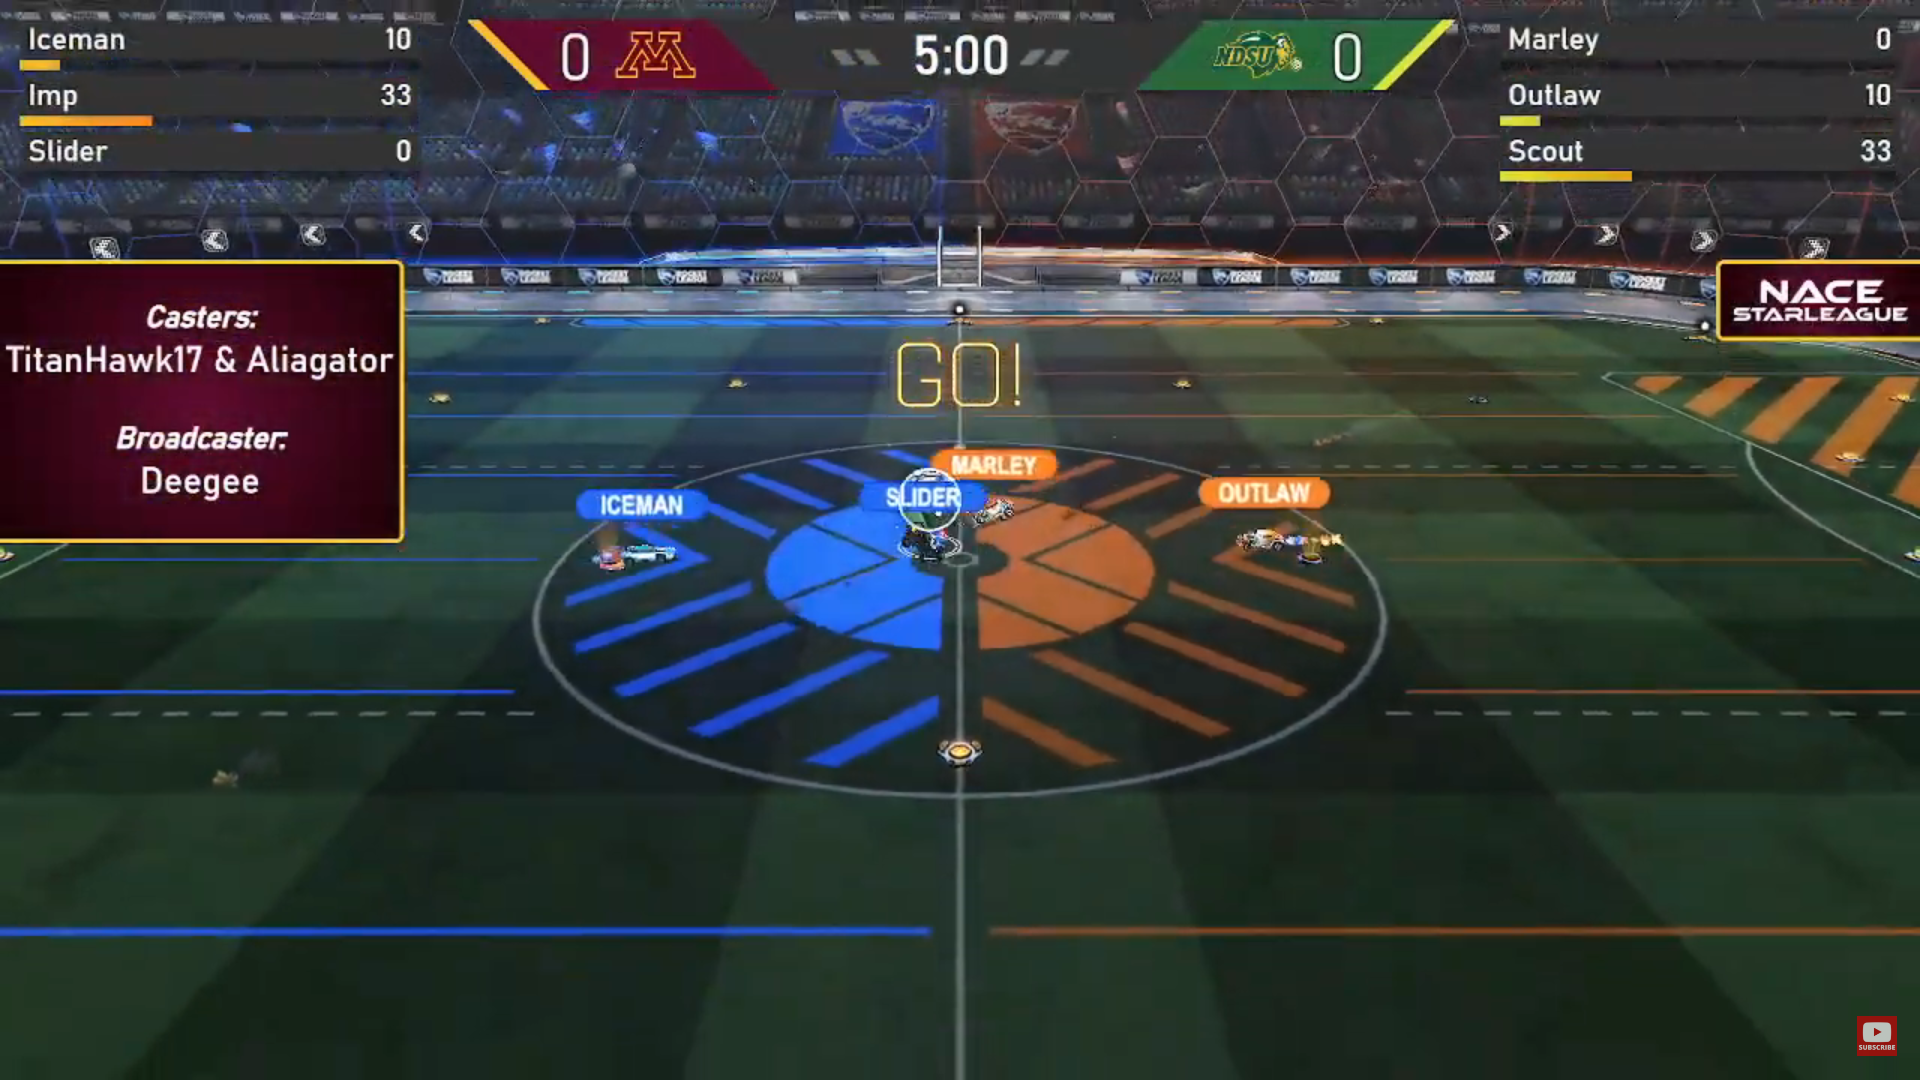 Iceman 10
Imp 33
Slider 0
0 M 5:00 NDSU 0
Marley 0
Outlaw 10
Scout 33
Casters:
TitanHawk17 & Aliagator
Broadcaster:
Deegee
NACE
STARLEAGUE
GO!
MARLEY
SLIDER
ICEMAN
OUTLAW
SUBSCRIBE